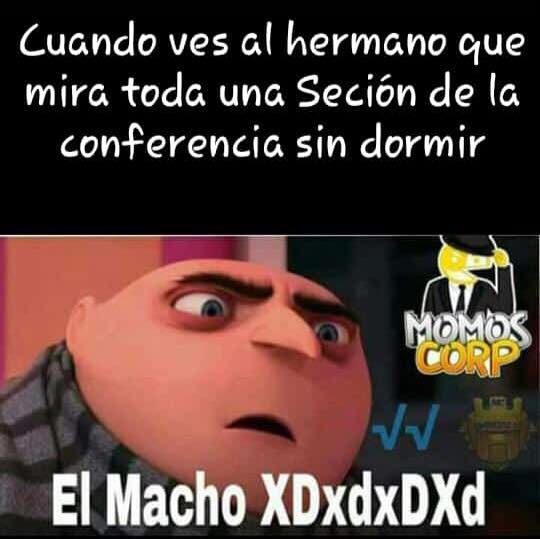 Cuando ves al hermano que
mira toda una Seción de la
conferencia sin dormir
MOMOS
CORP
El Macho XDxdxDXd